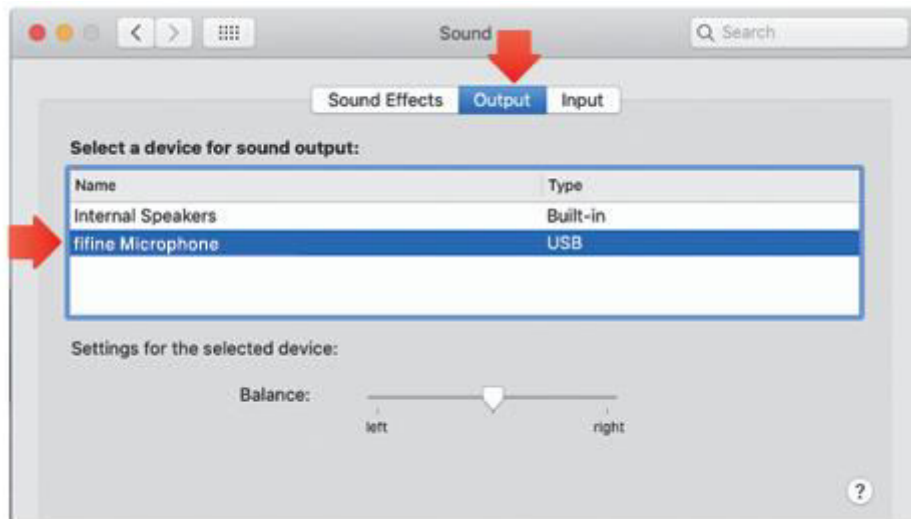 Sound
Search
Sound Effects Output Input
Select a device for sound output:
Name Type
Internal Speakers Built-in
fifine Microphone USB
Settings for the selected device:
Balance:
left right
?